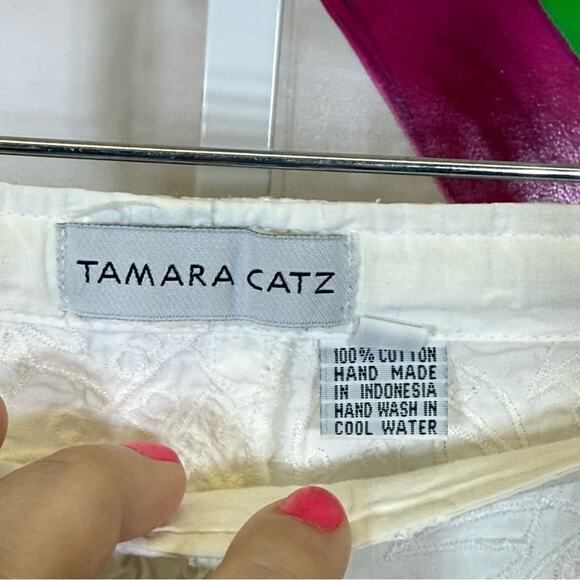 TAMARA CATZ
100% COTTON
HAND MADE
IN INDONESIA
HAND WASH IN
COOL WATER